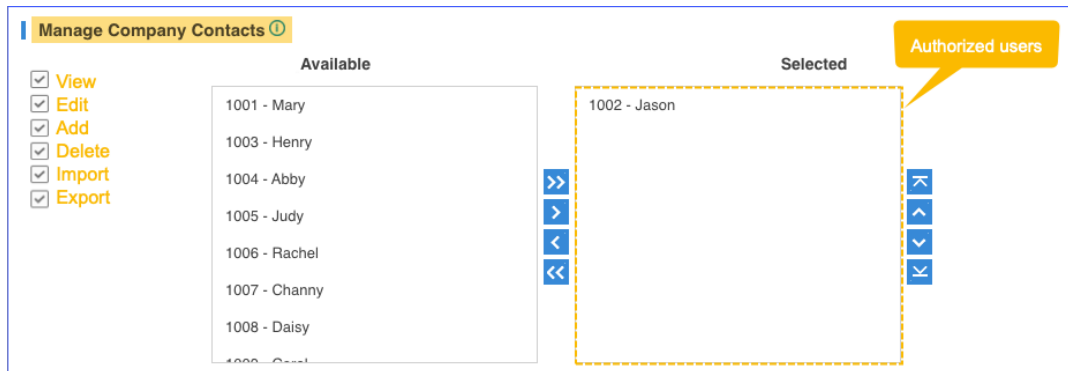 Manage Company Contacts
Authorized users
Available
Selected
View
Edit
Add
Delete
Import
Export
1001 - Mary
1003 - Henry
1004 - Abby
1005 - Judy
1006 - Rachel
1007 - Channy
1008 - Daisy
1002 - Jason